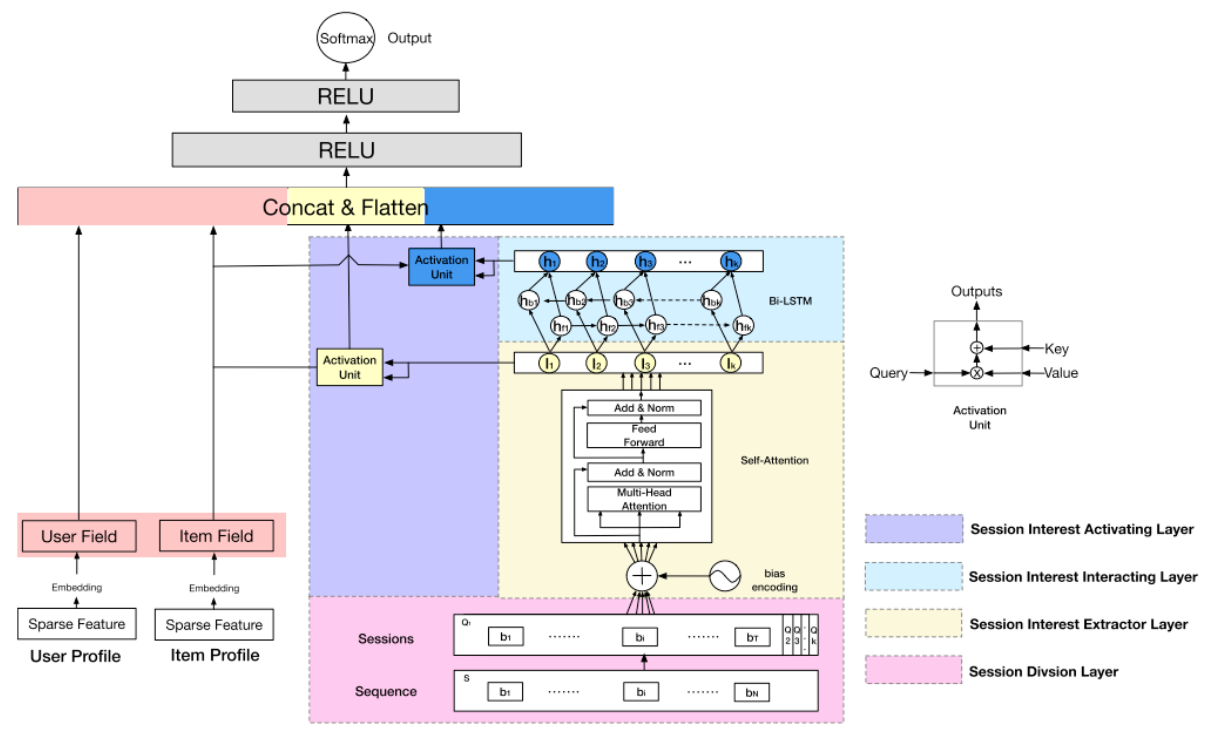 Softmax
Output
RELU
RELU
Concat & Flatten
Activation
Unit
h1 h2 h3 ... hk
hb1 hb2 hb3 hbk
Bi-LSTM
hf1 hf2 hf3 hfk
Activation
Unit
I1 I2 I3 ... Ik
Outputs
Key
Query
Value
Activation
Unit
Add & Norm
Feed
Forward
Self-Attention
Add & Norm
Multi-Head
Attention
User Field
Item Field
Embedding
Embedding
bias
encoding
Sparse Feature
Sparse Feature
User Profile
Item Profile
Sessions
Q1
b1 ....... bi ....... bT
Q
2
Q
3
.
.
.
Q
k
Sequence
S
b1 ....... bi ....... bN
Session Interest Activating Layer
Session Interest Interacting Layer
Session Interest Extractor Layer
Session Divsion Layer